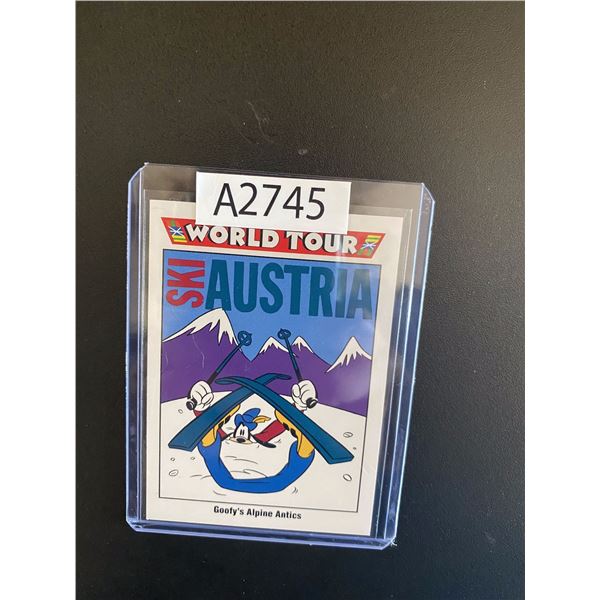 A2745
WORLD TOUR
SKI AUSTRIA
Goofy's Alpine Antics